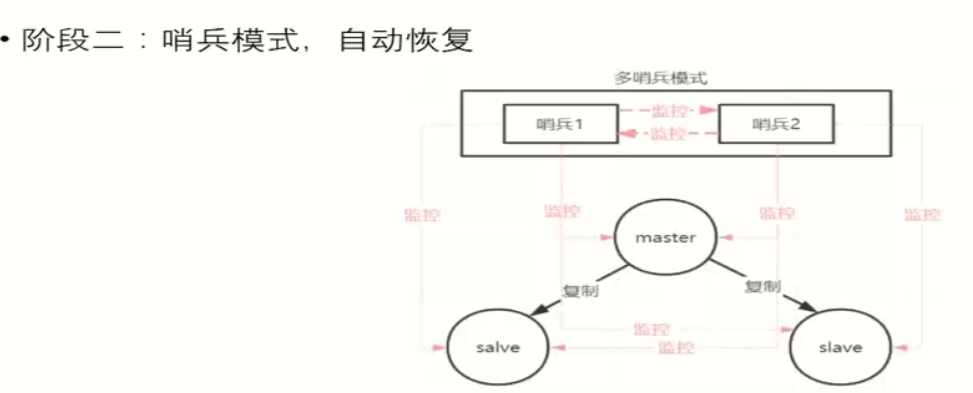 • 阶段二：哨兵模式，自动恢复
多哨兵模式
哨兵1
监控
监控
哨兵2
监控
监控
监控
监控
master
复制
复制
监控
监控
salve
slave